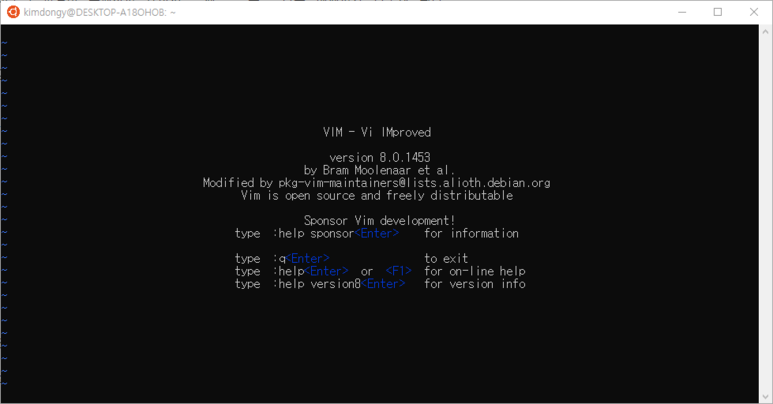 kimdongy@DESKTOP-A18OHOB: ~
~
~
~
~
~
~
~
~ VIM - Vi IMproved
~
~ version 8.0.1453
~ by Bram Moolenaar et al.
~ Modified by pkg-vim-maintainers@lists.alioth.debian.org
~ Vim is open source and freely distributable
~
~ Sponsor Vim development!
~ type :help sponsor<Enter> for information
~
~ type :q<Enter> to exit
~ type :help<Enter> or <F1> for on-line help
~ type :help version8<Enter> for version info
~
~
~
~
~
~
~
~